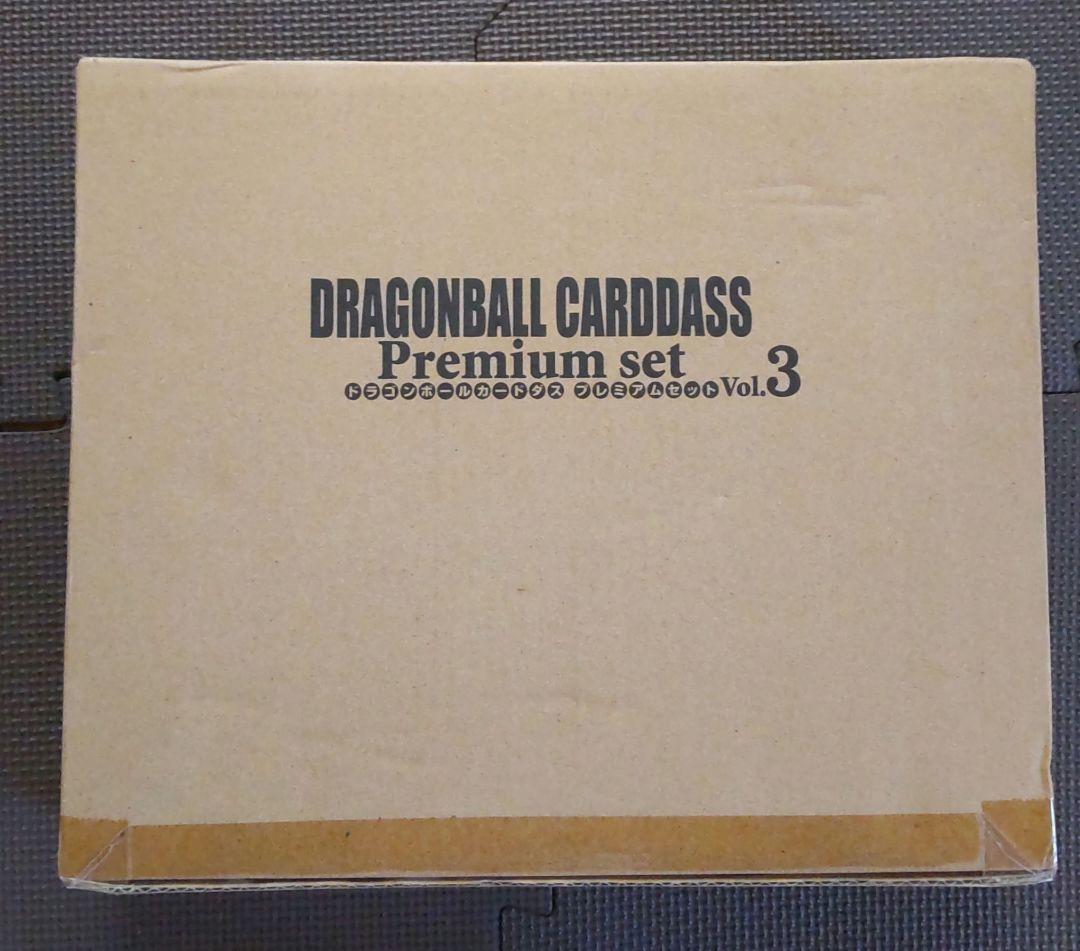 DRAGONBALL CARDDASS
Premium set
ドラゴンボールカードダス プレミアムセット Vol.3